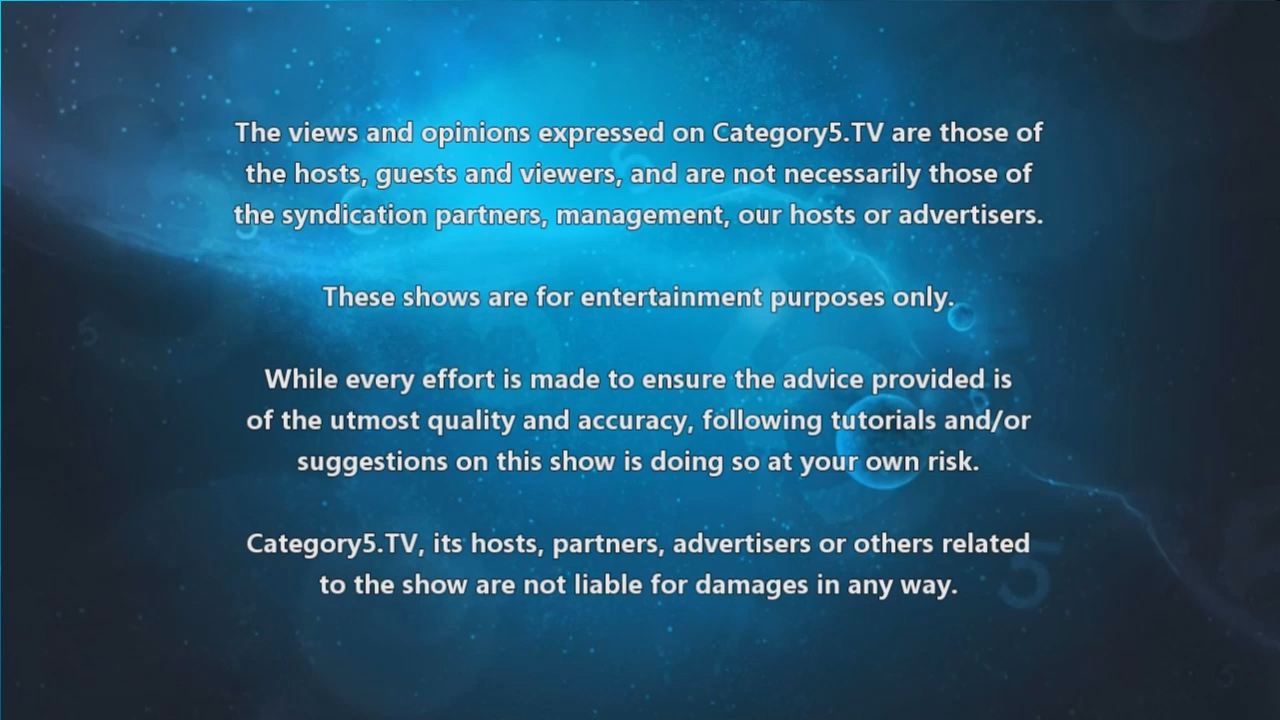 The views and opinions expressed on Category5.TV are those of
the hosts, guests and viewers, and are not necessarily those of
the syndication partners, management, our hosts or advertisers.
These shows are for entertainment purposes only.
While every effort is made to ensure the advice provided is
of the utmost quality and accuracy, following tutorials and/or
suggestions on this show is doing so at your own risk.
Category5.TV, its hosts, partners, advertisers or others related
to the show are not liable for damages in any way.